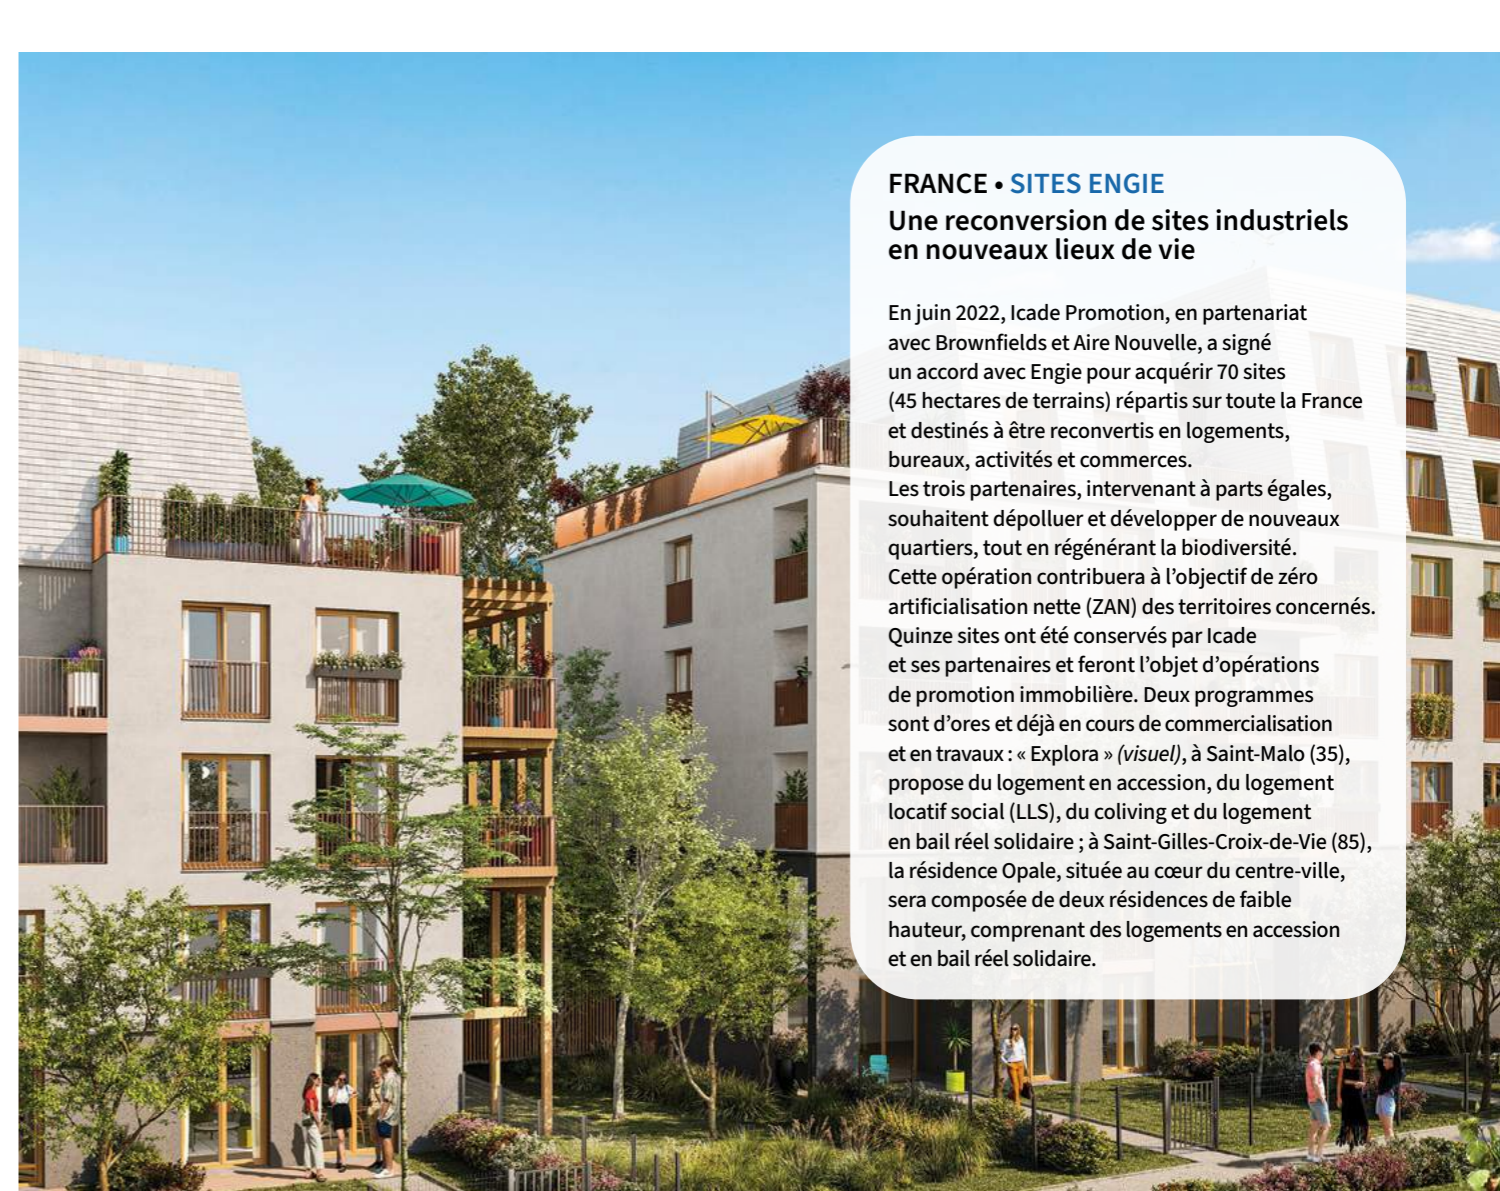 FRANCE • SITES ENGIE
Une reconversion de sites industriels
en nouveaux lieux de vie
En juin 2022, Icade Promotion, en partenariat
avec Brownfields et Aire Nouvelle, a signé
un accord avec Engie pour acquérir 70 sites
(45 hectares de terrains) répartis sur toute la France
et destinés à être reconvertis en logements,
bureaux, activités et commerces.
Les trois partenaires, intervenant à parts égales,
souhaitent dépolluer et développer de nouveaux
quartiers, tout en régénérant la biodiversité.
Cette opération contribuera à l’objectif de zéro
artificialisation nette (ZAN) des territoires concernés.
Quinze sites ont été conservés par Icade
et ses partenaires et feront l’objet d’opérations
de promotion immobilière. Deux programmes
sont d’ores et déjà en cours de commercialisation
et en travaux : « Explora » (visuel), à Saint-Malo (35),
propose du logement en accession, du logement
locatif social (LLS), du coliving et du logement
en bail réel solidaire ; à Saint-Gilles-Croix-de-Vie (85),
la résidence Opale, située au cœur du centre-ville,
sera composée de deux résidences de faible
hauteur, comprenant des logements en accession
et en bail réel solidaire.